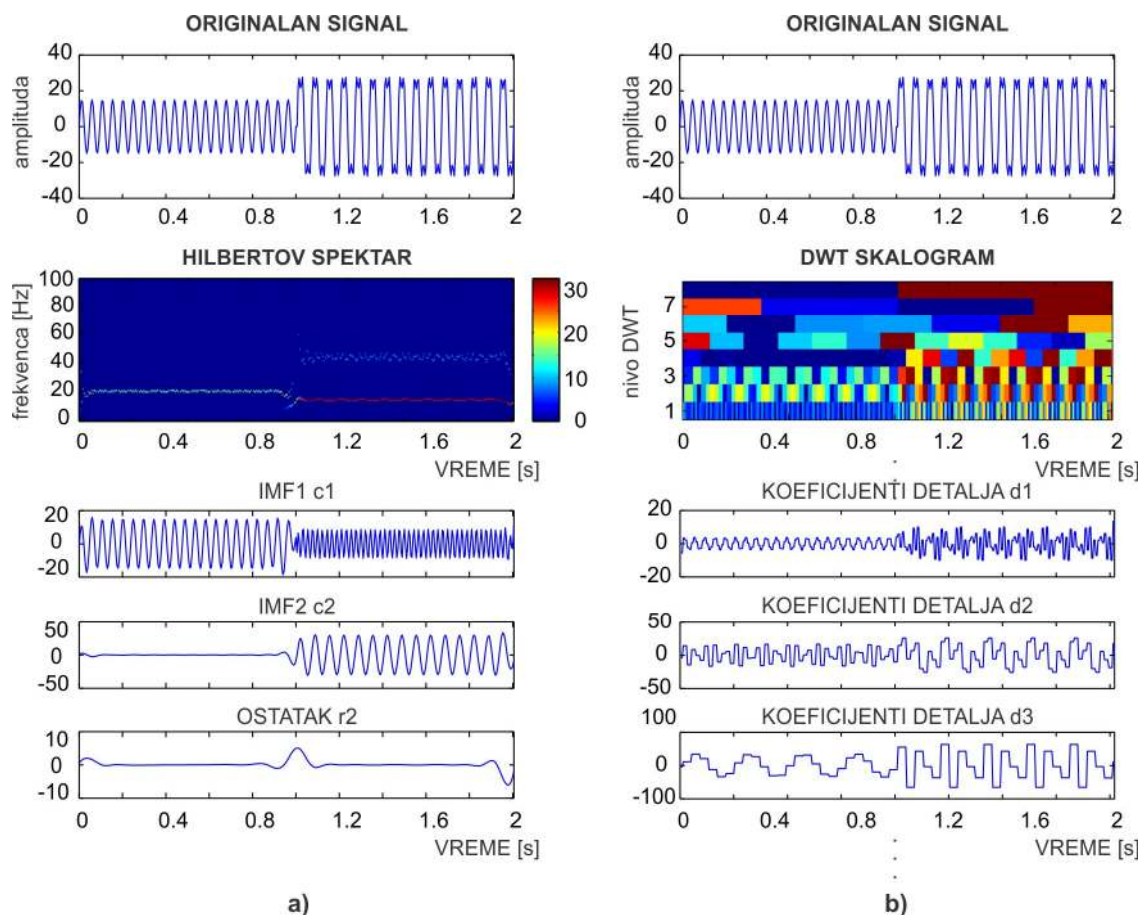 ORIGINALAN SIGNAL
amplituda
40
20
0
-20
-40
0 0.4 0.8 1.2 1.6 2
HILBERTOV SPEKTAR
frekvenca [Hz]
100
80
60
40
20
0
30
20
10
0
0 0.4 0.8 1.2 1.6 2
VREME [s]
IMF1 c1
20
0
-20
IMF2 c2
50
0
-50
OSTATAK r2
10
0
-10
0 0.4 0.8 1.2 1.6 2
VREME [s]
a)
ORIGINALAN SIGNAL
amplituda
40
20
0
-20
-40
0 0.4 0.8 1.2 1.6 2
DWT SKALOGRAM
nivo DWT
7
5
3
1
0 0.4 0.8 1.2 1.6 2
VREME [s]
KOEFICIJENTI DETALJA d1
20
0
-20
KOEFICIJENTI DETALJA d2
50
0
-50
KOEFICIJENTI DETALJA d3
100
0
-100
0 0.4 0.8 1.2 1.6 2
VREME [s]
b)